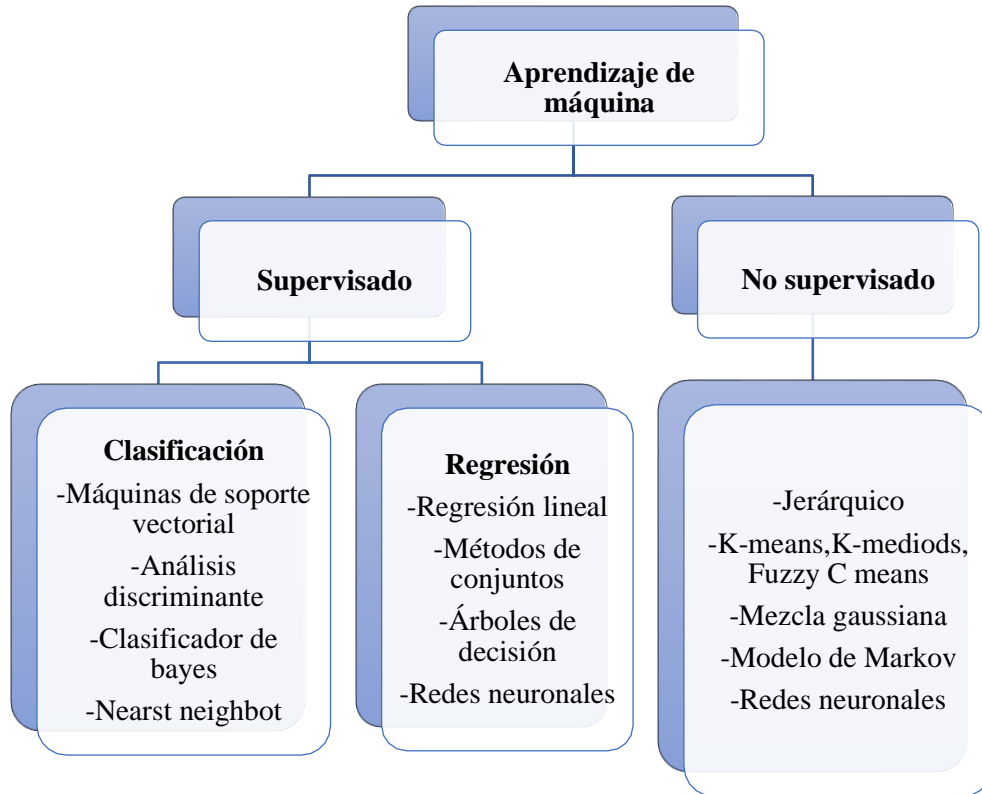 Aprendizaje de
máquina
Supervisado
No supervisado
Clasificación
-Máquinas de soporte
vectorial
-Análisis
discriminante
-Clasificador de
bayes
-Nearst neighbot
Regresión
-Regresión lineal
-Métodos de
conjuntos
-Árboles de
decisión
-Redes neuronales
-Jerárquico
-K-means,K-mediods,
Fuzzy C means
-Mezcla gaussiana
-Modelo de Markov
-Redes neuronales